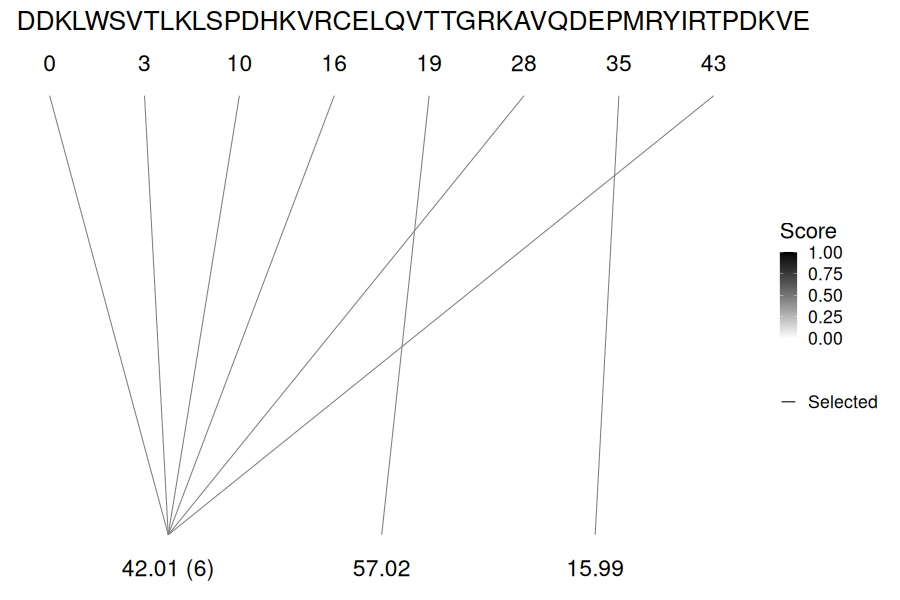 DDKLWSVTLKLSPDHKVRCELQVTTGRKAVQDEPMRYIRTPDKVE
0 3 10 16 19 28 35 43
Score
1.00
0.75
0.50
0.25
0.00
Selected
42.01 (6) 57.02 15.99